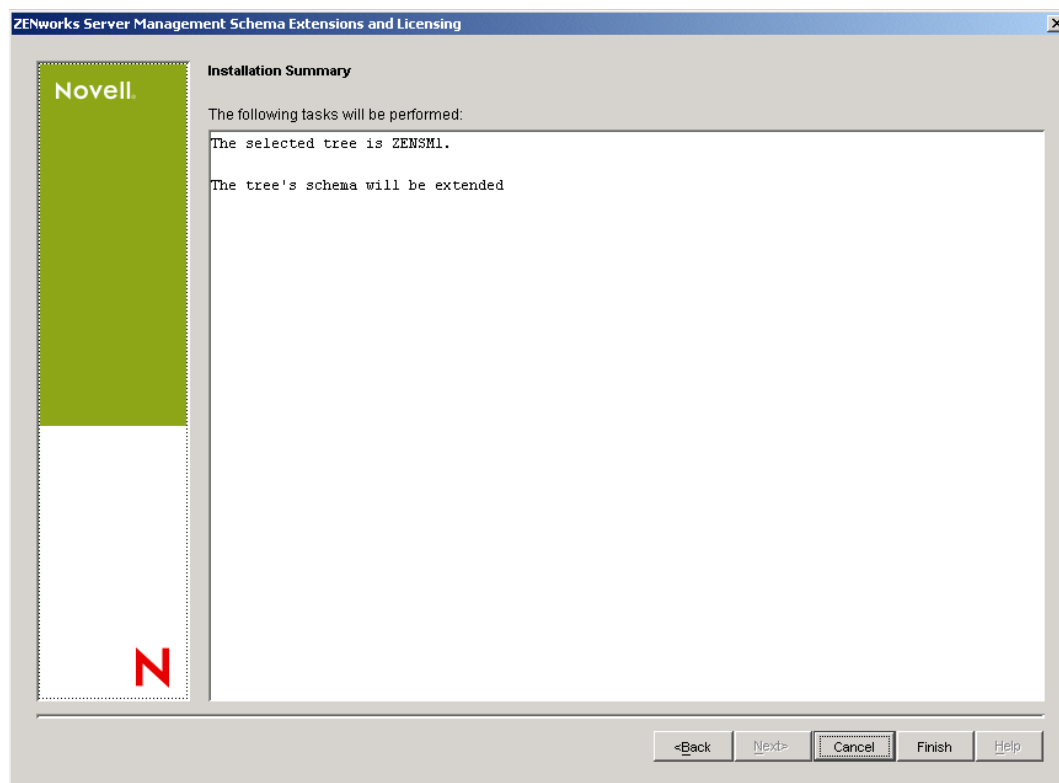 ZENworks Server Management Schema Extensions and Licensing
Novell.
Installation Summary
The following tasks will be performed:
The selected tree is ZENSM1.
The tree's schema will be extended
N
<Back Next> Cancel Finish Help